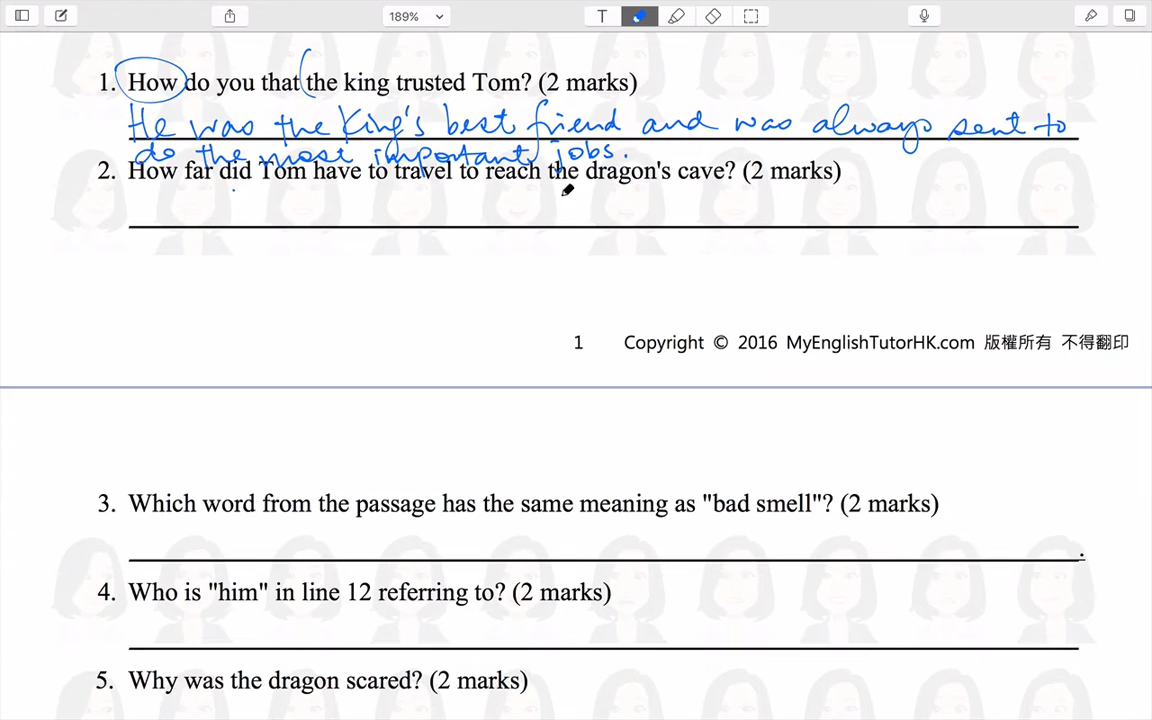 189%
T
1. How do you that the king trusted Tom? (2 marks)
He was the King's best friend and was always sent to
do the most important jobs.
2. How far did Tom have to travel to reach the dragon's cave? (2 marks)
1 Copyright © 2016 MyEnglishTutorHK.com 版權所有 不得翻印
3. Which word from the passage has the same meaning as "bad smell"? (2 marks)
.
4. Who is "him" in line 12 referring to? (2 marks)
5. Why was the dragon scared? (2 marks)